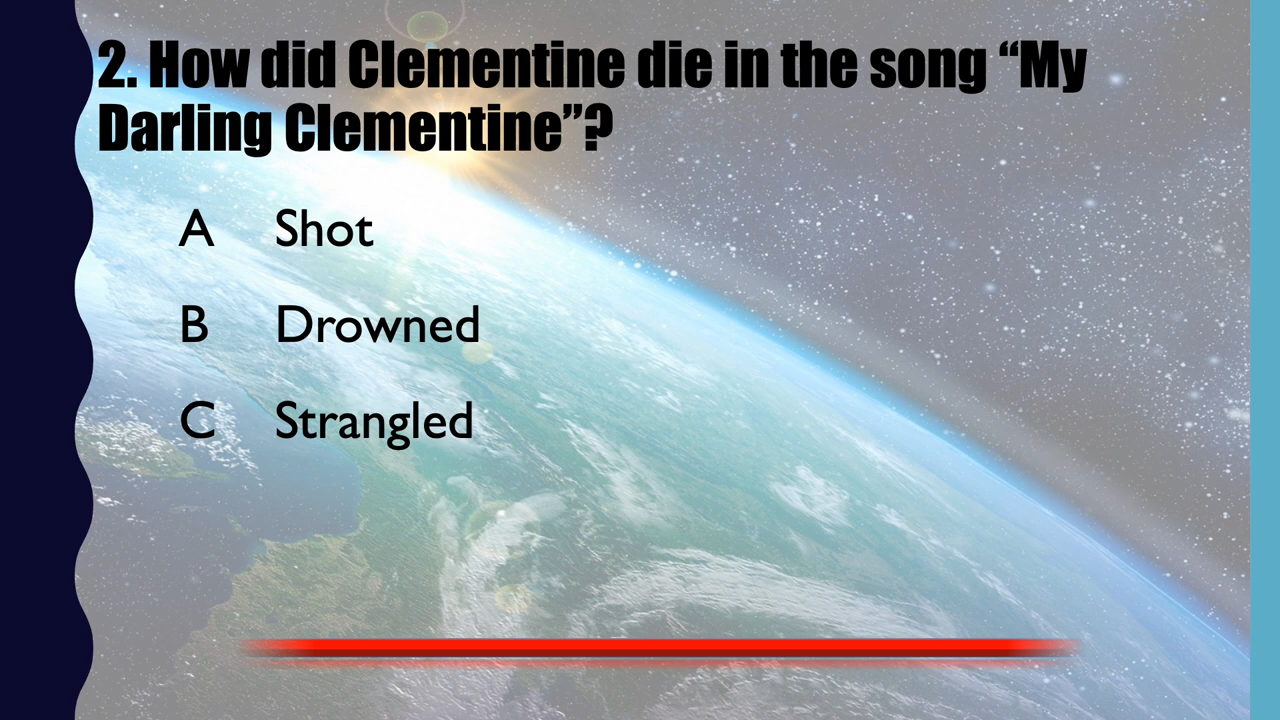 2. How did Clementine die in the song “My
Darling Clementine”?
A Shot
B Drowned
C Strangled